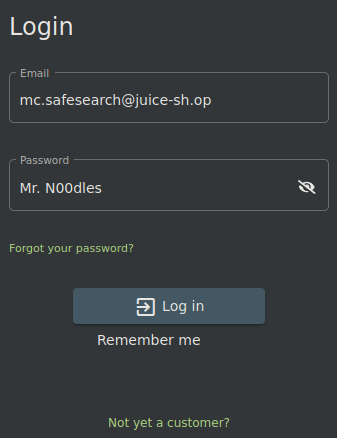 Login
Email
mc.safesearch@juice-sh.op
Password
Mr. N00dles
Forgot your password?
Log in
Remember me
Not yet a customer?